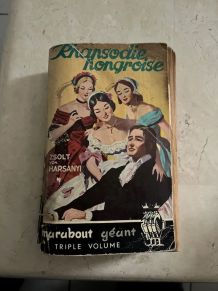 Rhapsodie
hongroise
ZSOLT
VON
HARSANYI
marabout géant
TRIPLE VOLUME